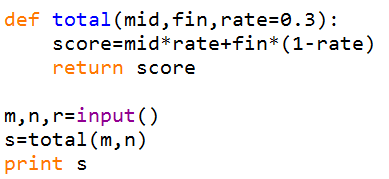 def total(mid,fin,rate=0.3):
    score=mid*rate+fin*(1-rate)
    return score

m,n,r=input()
s=total(m,n)
print s